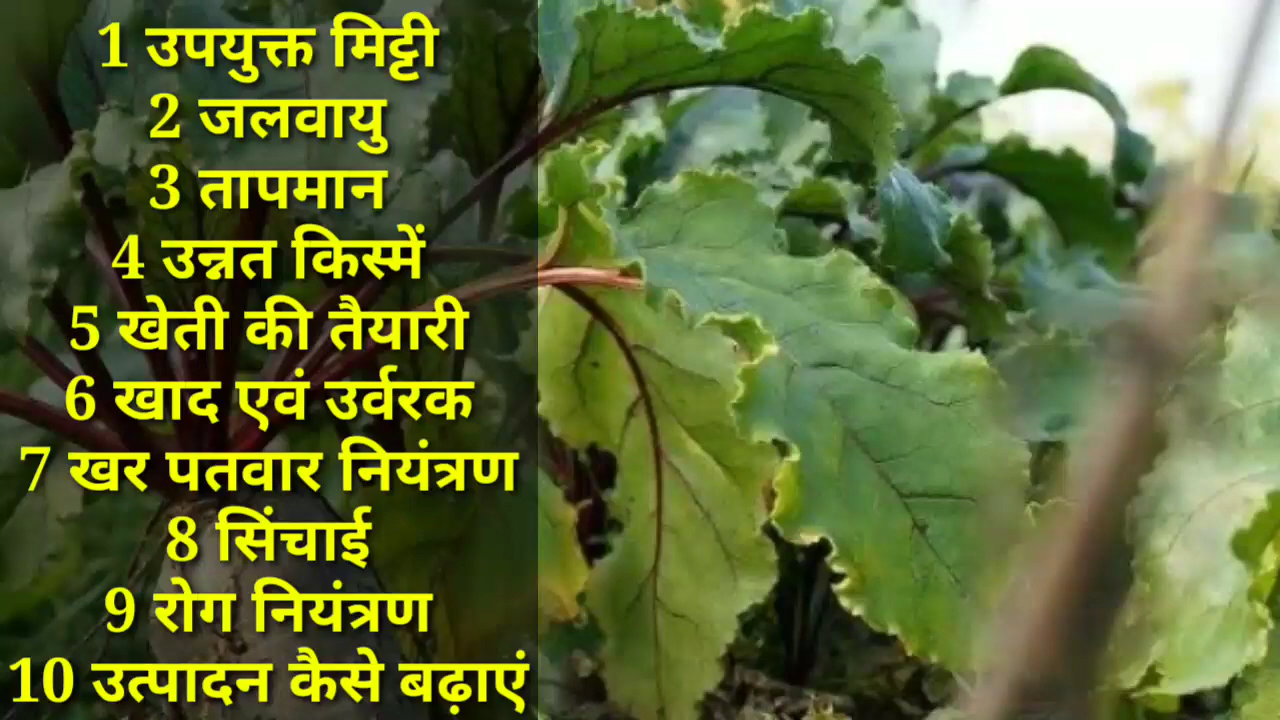 1 उपयुक्त मिट्टी
2 जलवायु
3 तापमान
4 उन्नत किस्में
5 खेती की तैयारी
6 खाद एवं उर्वरक
7 खर पतवार नियंत्रण
8 सिंचाई
9 रोग नियंत्रण
10 उत्पादन कैसे बढ़ाएं